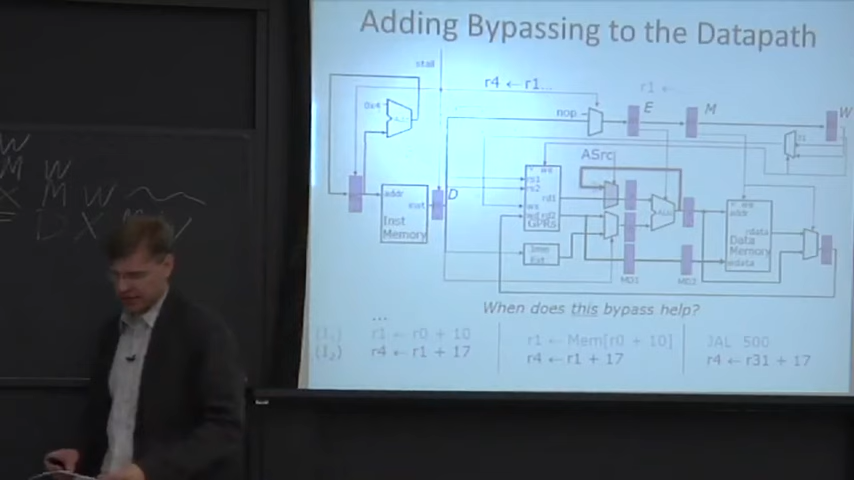 Adding Bypassing to the Datapath
stall
r4 ← r1...
r1 ←
0x4
nop
E
M
W
31
ASrc
addr
inst
Inst
Memory
D
we
rs1
rs2
rd1
ws
wd rd2
GPRs
Imm
Ext
ALU
MD1
MD2
we
addr
rdata
Data
Memory
wdata
When does this bypass help?
...
(I₁) r1 ← r0 + 10
(I₂) r4 ← r1 + 17
r1 ← Mem[r0 + 10]
r4 ← r1 + 17
JAL 500
r4 ← r31 + 17
W
M W
X M W
D X M W